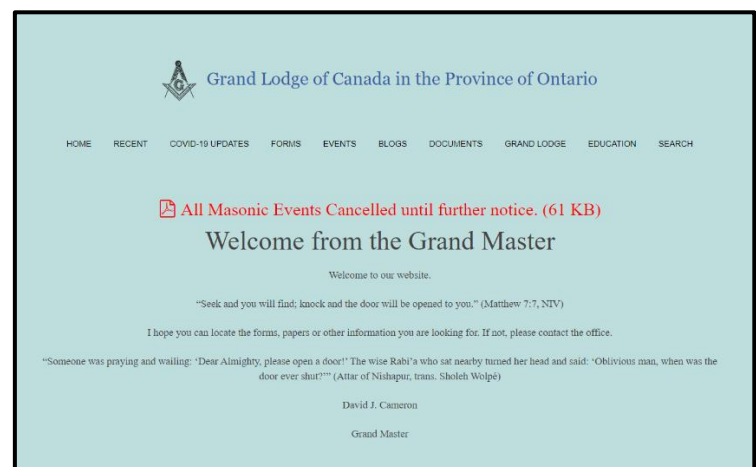 G
Grand Lodge of Canada in the Province of Ontario
HOME RECENT COVID-19 UPDATES FORMS EVENTS BLOGS DOCUMENTS GRAND LODGE EDUCATION SEARCH
All Masonic Events Cancelled until further notice. (61 KB)
Welcome from the Grand Master
Welcome to our website.
“Seek and you will find; knock and the door will be opened to you.” (Matthew 7:7, NIV)
I hope you can locate the forms, papers or other information you are looking for. If not, please contact the office.
“Someone was praying and wailing: ‘Dear Almighty, please open a door!’ The wise Rabi’a who sat nearby turned her head and said: ‘Oblivious man, when was the
door ever shut?’” (Attar of Nishapur, trans. Sholeh Wolpé)
David J. Cameron
Grand Master